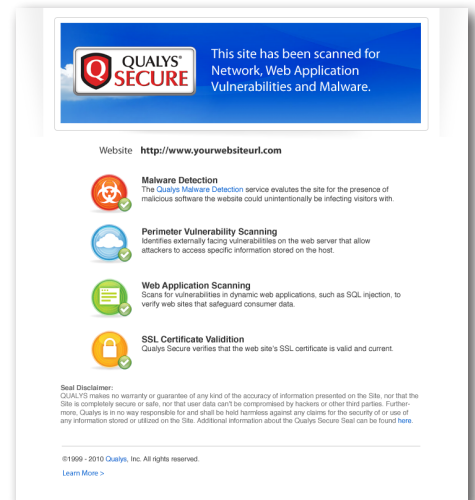 QUALYS®
SECURE
This site has been scanned for
Network, Web Application
Vulnerabilities and Malware.
Website http://www.yourwebsiteurl.com
Malware Detection
The Qualys Malware Detection service evalutes the site for the presence of
malicious software the website could unintentionally be infecting visitors with.
Perimeter Vulnerability Scanning
Identifies externally facing vulnerabilitiles on the web server that allow
attackers to access specific information stored on the host.
Web Application Scanning
Scans for vulnerabilities in dynamic web applications, such as SQL injection, to
verify web sites that safeguard consumer data.
SSL Certificate Validition
Qualys Secure verifies that the web site's SSL certificate is valid and current.
Seal Disclaimer:
QUALYS makes no warranty or guarantee of any kind of the accuracy of information presented on the Site, nor that the
Site is completely secure or safe, nor that user data can't be compromised by hackers or other third parties. Further-
more, Qualys is in no way responsible for and shall be held harmless against any claims for the security of or use of
any information stored or utilized on the Site. Additional information about the Qualys Secure Seal can be found here.
©1999 - 2010 Qualys, Inc. All rights reserved.
Learn More >